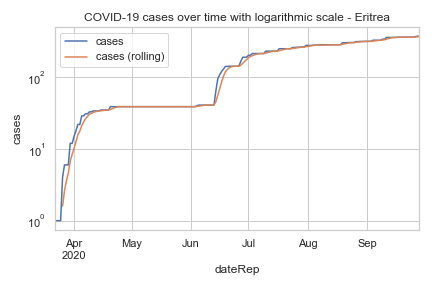 COVID-19 cases over time with logarithmic scale - Eritrea
cases
cases (rolling)
10²
10¹
10⁰
cases
Apr
2020
May
Jun
Jul
Aug
Sep
dateRep